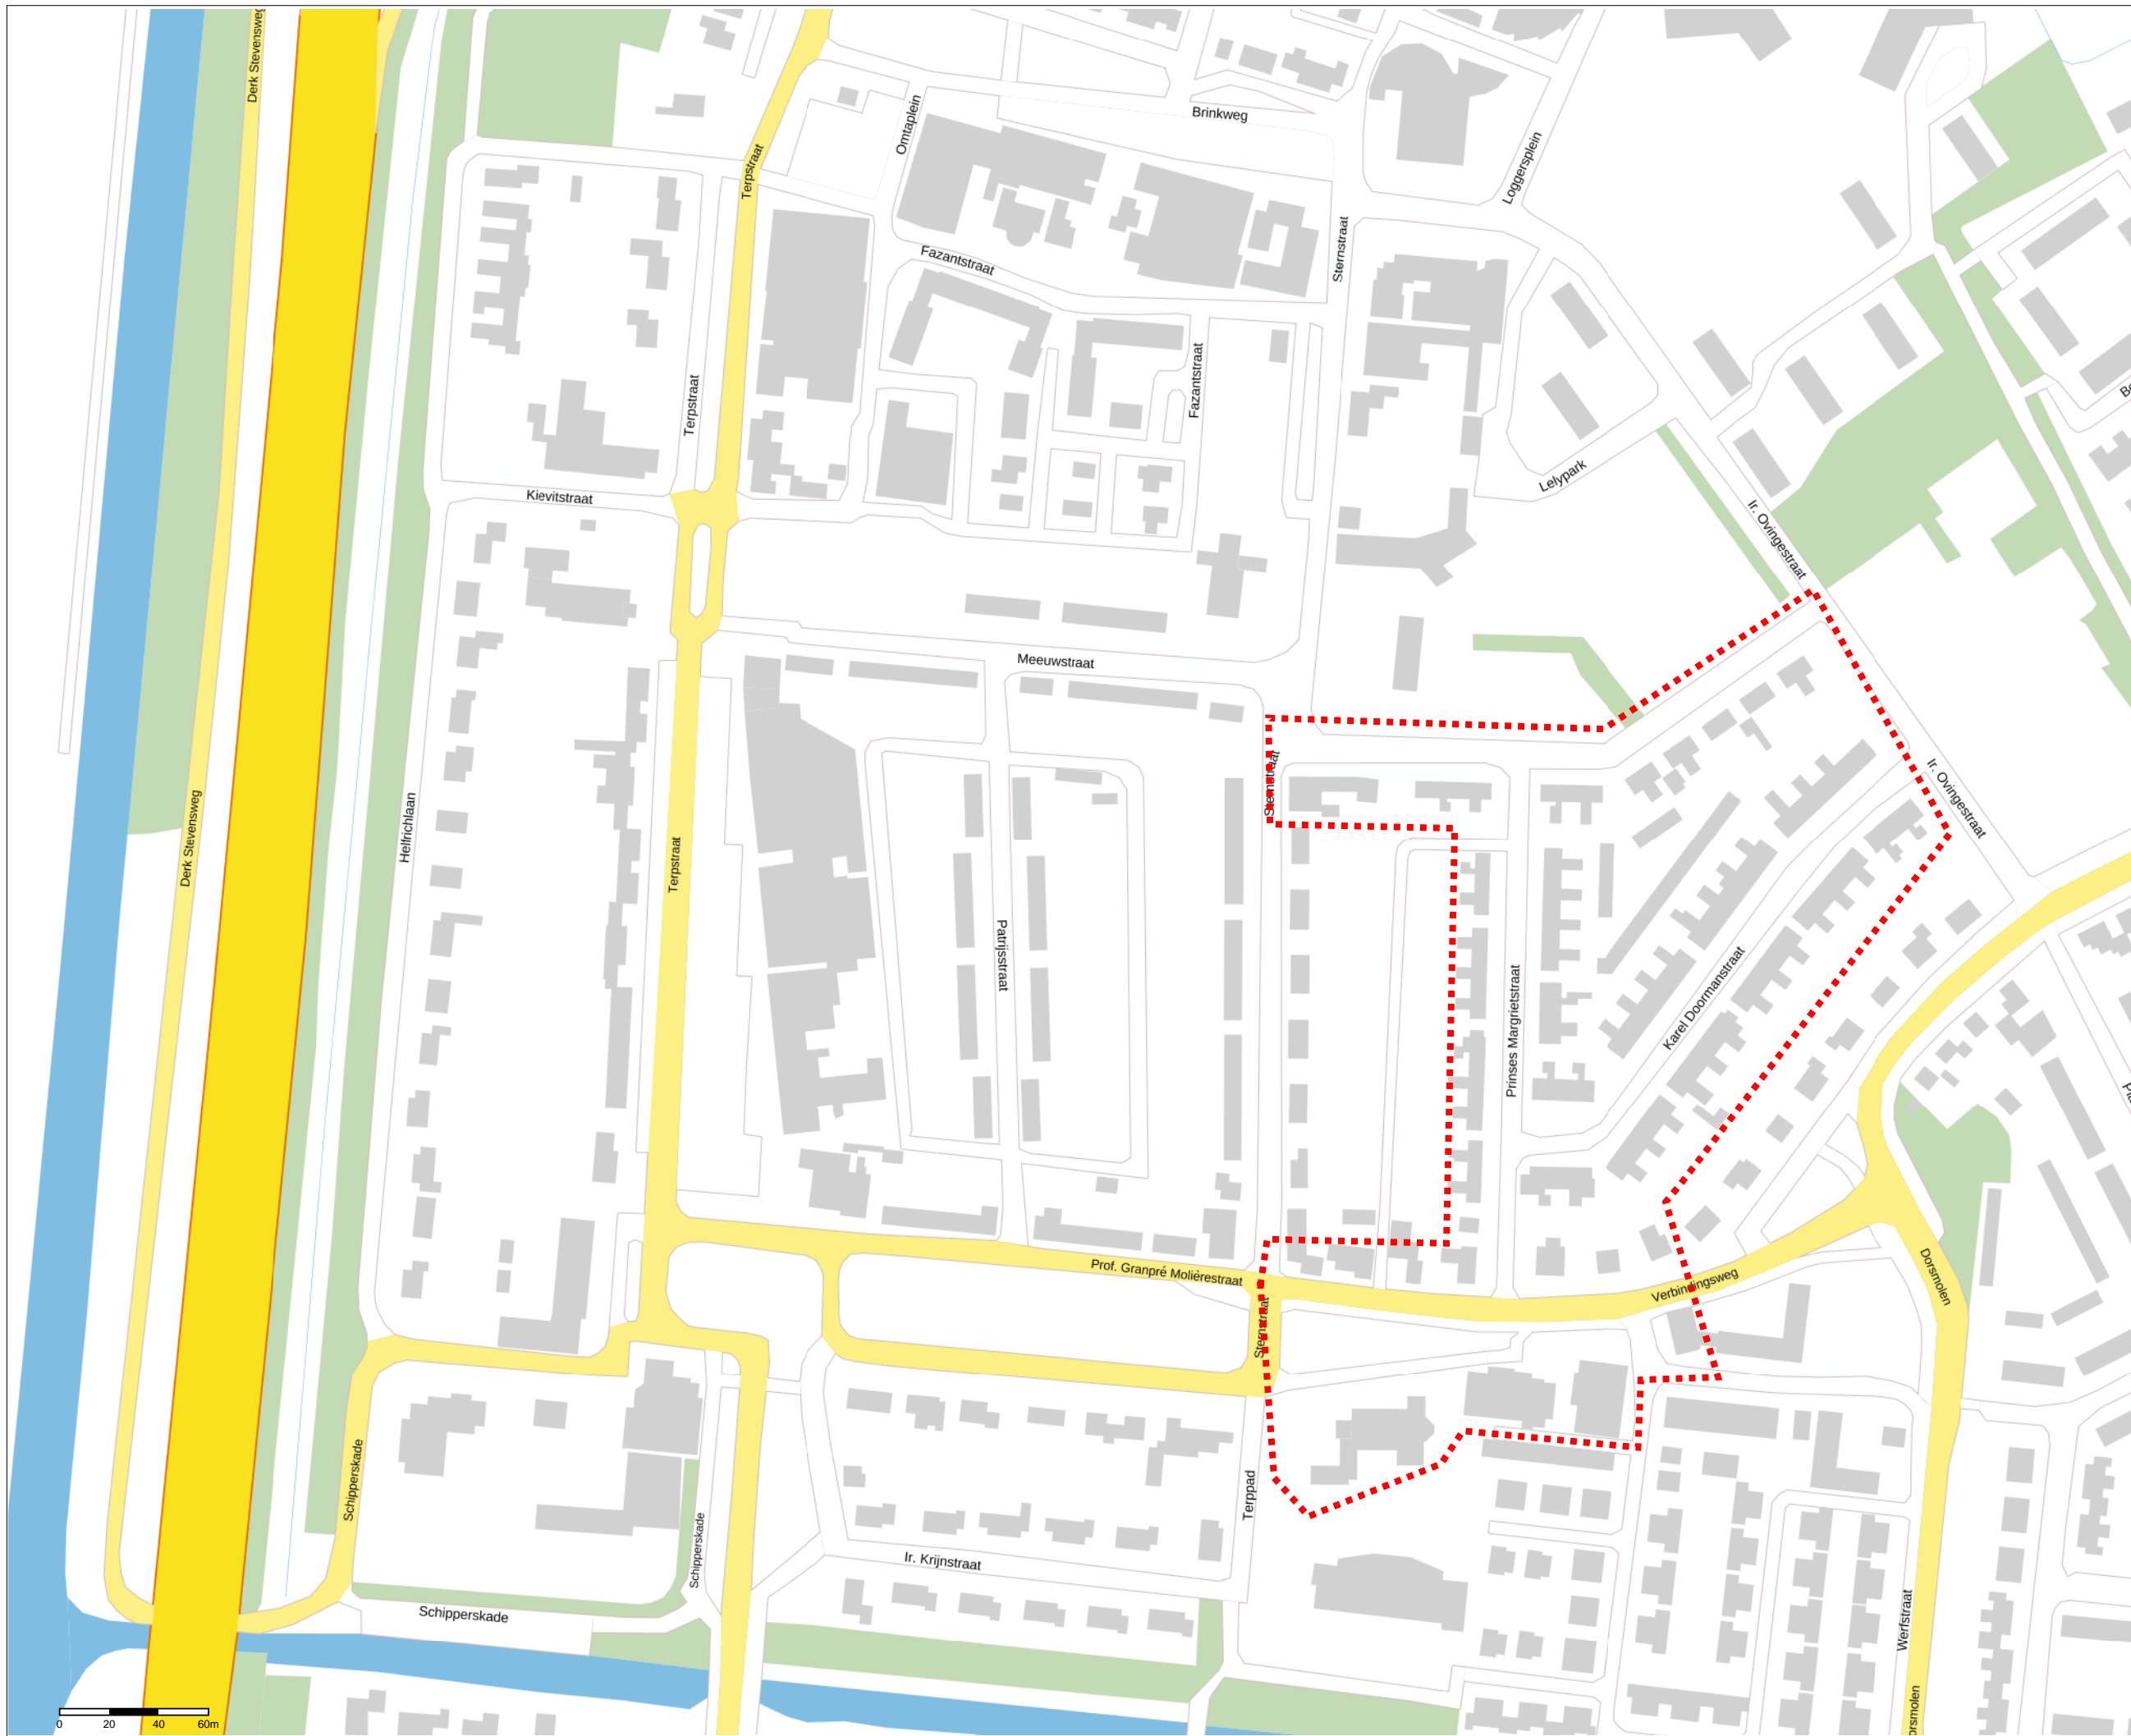 Derk Stevensweg
Terpstraat
Omtaplein
Brinkweg
Loggersplein
Sternstraat
Fazantstraat
Terpstraat
Fazantstraat
Kievitstraat
Lelypark
Ir. Ovingestraat
Meeuwstraat
Sternstraat
Ir. Ovingestraat
Helfrichlaan
Derk Stevensweg
Terpstraat
Patrijsstraat
Prinses Margrietstraat
Karel Doormanstraat
Prof. Granpré Molièrestraat
Verbindingsweg
Dorsmolen
Sternstraat
Schipperskade
Terppad
Schipperskade
Ir. Krijnstraat
Schipperskade
Werfstraat
orsmolen
0 20 40 60m